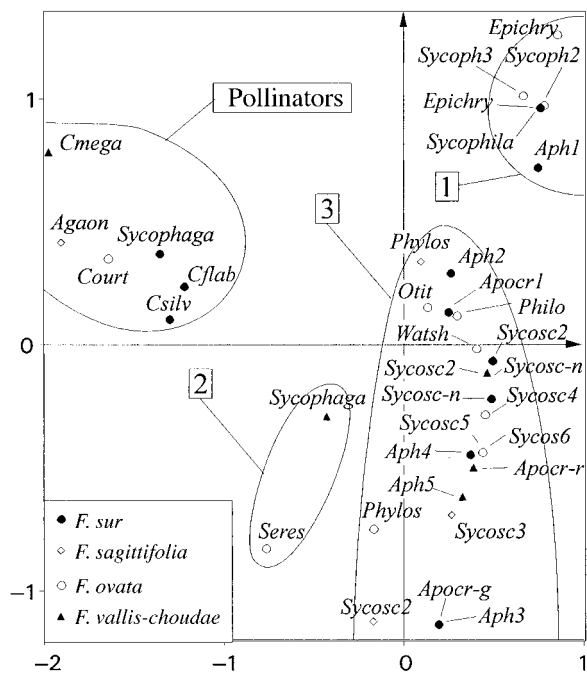 Epichry
Sycoph3
Sycoph2
1
Epichry
Pollinators
Sycophila
Cmega
Aph1
1
3
Agaon
Sycophaga
Phylos
Aph2
Court
Cflab
Apocr1
Otit
Philo
Csilv
Watsh
Sycosc2
0
Sycosc2
Sycosc-n
2
Sycophaga
Sycosc-n
Sycosc4
Sycosc5
Sycos6
Aph4
Apocr-r
Aph5
Phylos
Sycosc3
Seres
F. sur
F. sagittifolia
F. ovata
F. vallis-choudae
Apocr-g
Sycosc2
Aph3
-1
-2
-1
0
1